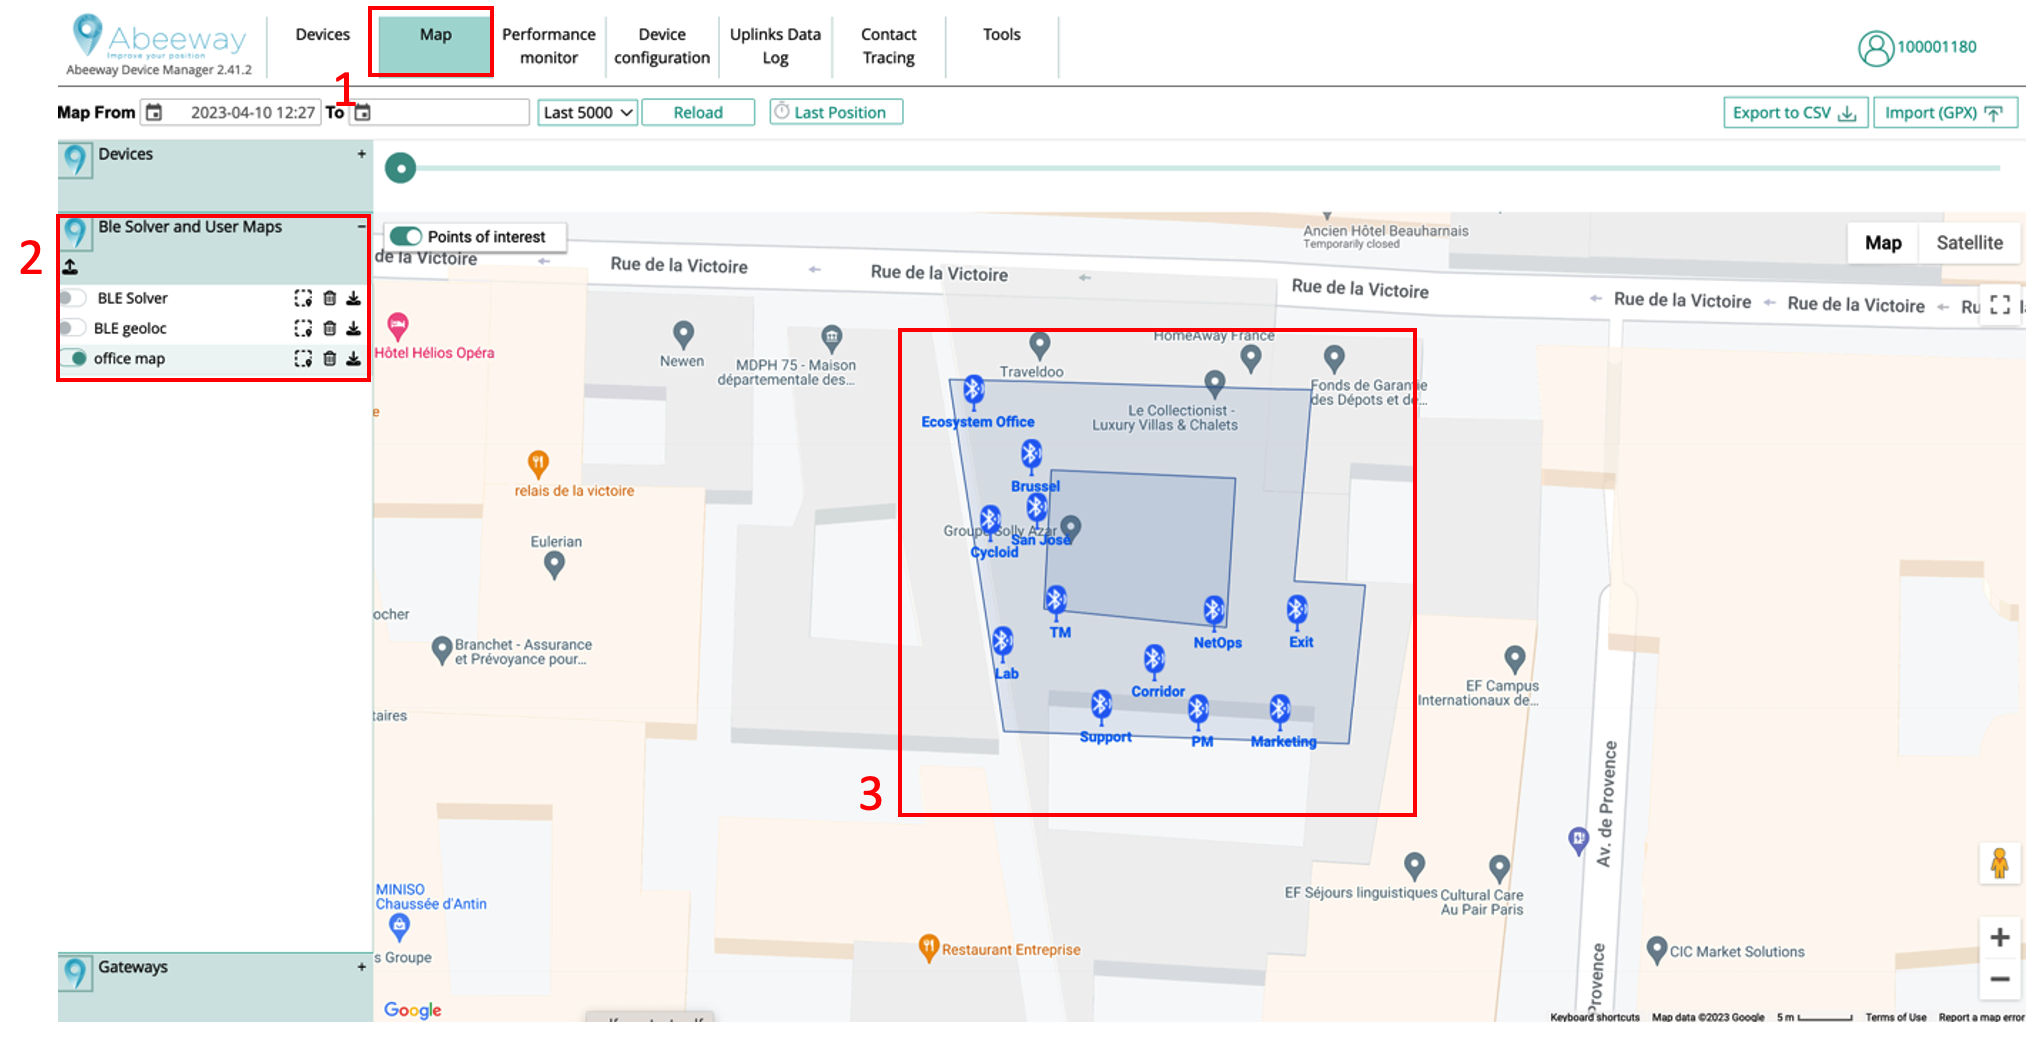 Abeeway
Improve your position
Abeeway Device Manager 2.41.2
Devices
Map
Performance
monitor
Device
configuration
Uplinks Data
Log
Contact
Tracing
Tools
100001180
1
Map From
2023-04-10 12:27
To
Last 5000
Reload
Last Position
Export to CSV
Import (GPX)
Devices
+
2
Ble Solver and User Maps
–
BLE Solver
BLE geoloc
office map
Gateways
+
Points of interest
Map
Satellite
Ancien Hôtel Beauharnais
Temporarily closed
de la Victoire
Rue de la Victoire
Rue de la Victoire
Rue de la Victoire
Rue de la Victoire
Rue de la Victoire
Ru
Hôtel Hélios Opéra
Newen
MDPH 75 - Maison
départementale des...
HomeAway France
Traveldoo
Fonds de Garantie
des Dépôts et de...
Le Collectionist -
Luxury Villas & Chalets
Ecosystem Office
e
Brussel
relais de la victoire
Groupe Solly Azar
San José
Cycloid
Eulerian
ocher
TM
NetOps
Exit
Branchet - Assurance
et Prévoyance pour...
Lab
Corridor
EF Campus
Internationaux de...
taires
Support
PM
Marketing
3
Av. de Provence
EF Séjours linguistiques
Cultural Care
Au Pair Paris
MINISO
Chaussée d'Antin
s Groupe
Restaurant Entreprise
CIC Market Solutions
Provence
+
−
Google
Keyboard shortcuts
Map data ©2023 Google
5 m
Terms of Use
Report a map error